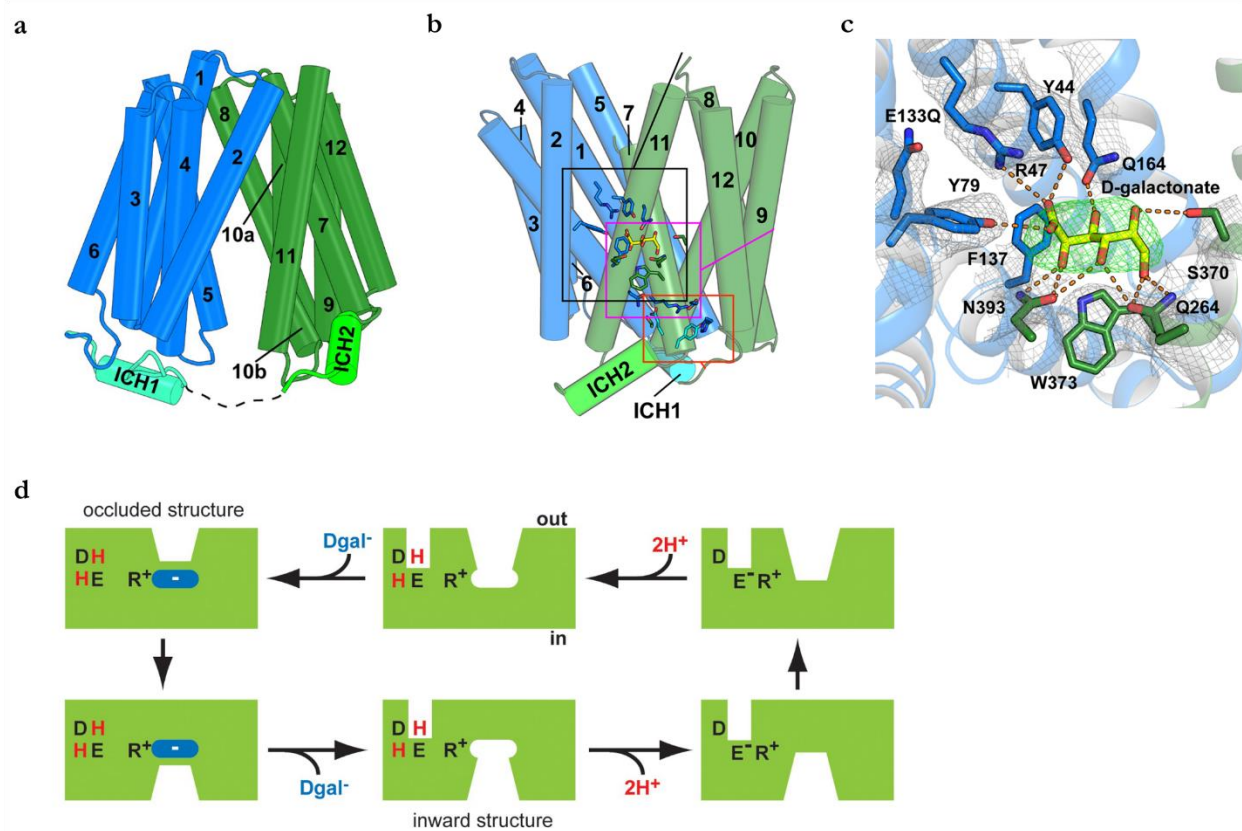 a
1
8
2
12
4
3
10a
7
11
6
5
9
10b
ICH1
ICH2
b
4
5
7
8
2
11
10
1
12
3
9
6
ICH2
ICH1
c
Y44
E133Q
R47
Q164
D-galactonate
Y79
F137
S370
N393
Q264
W373
d
occluded structure
out
Dgal-
2H+
D H
H E R+ -
D H
H E R+
D
E- R+
in
D H
H E R+ -
D H
H E R+
D
E- R+
Dgal-
2H+
inward structure